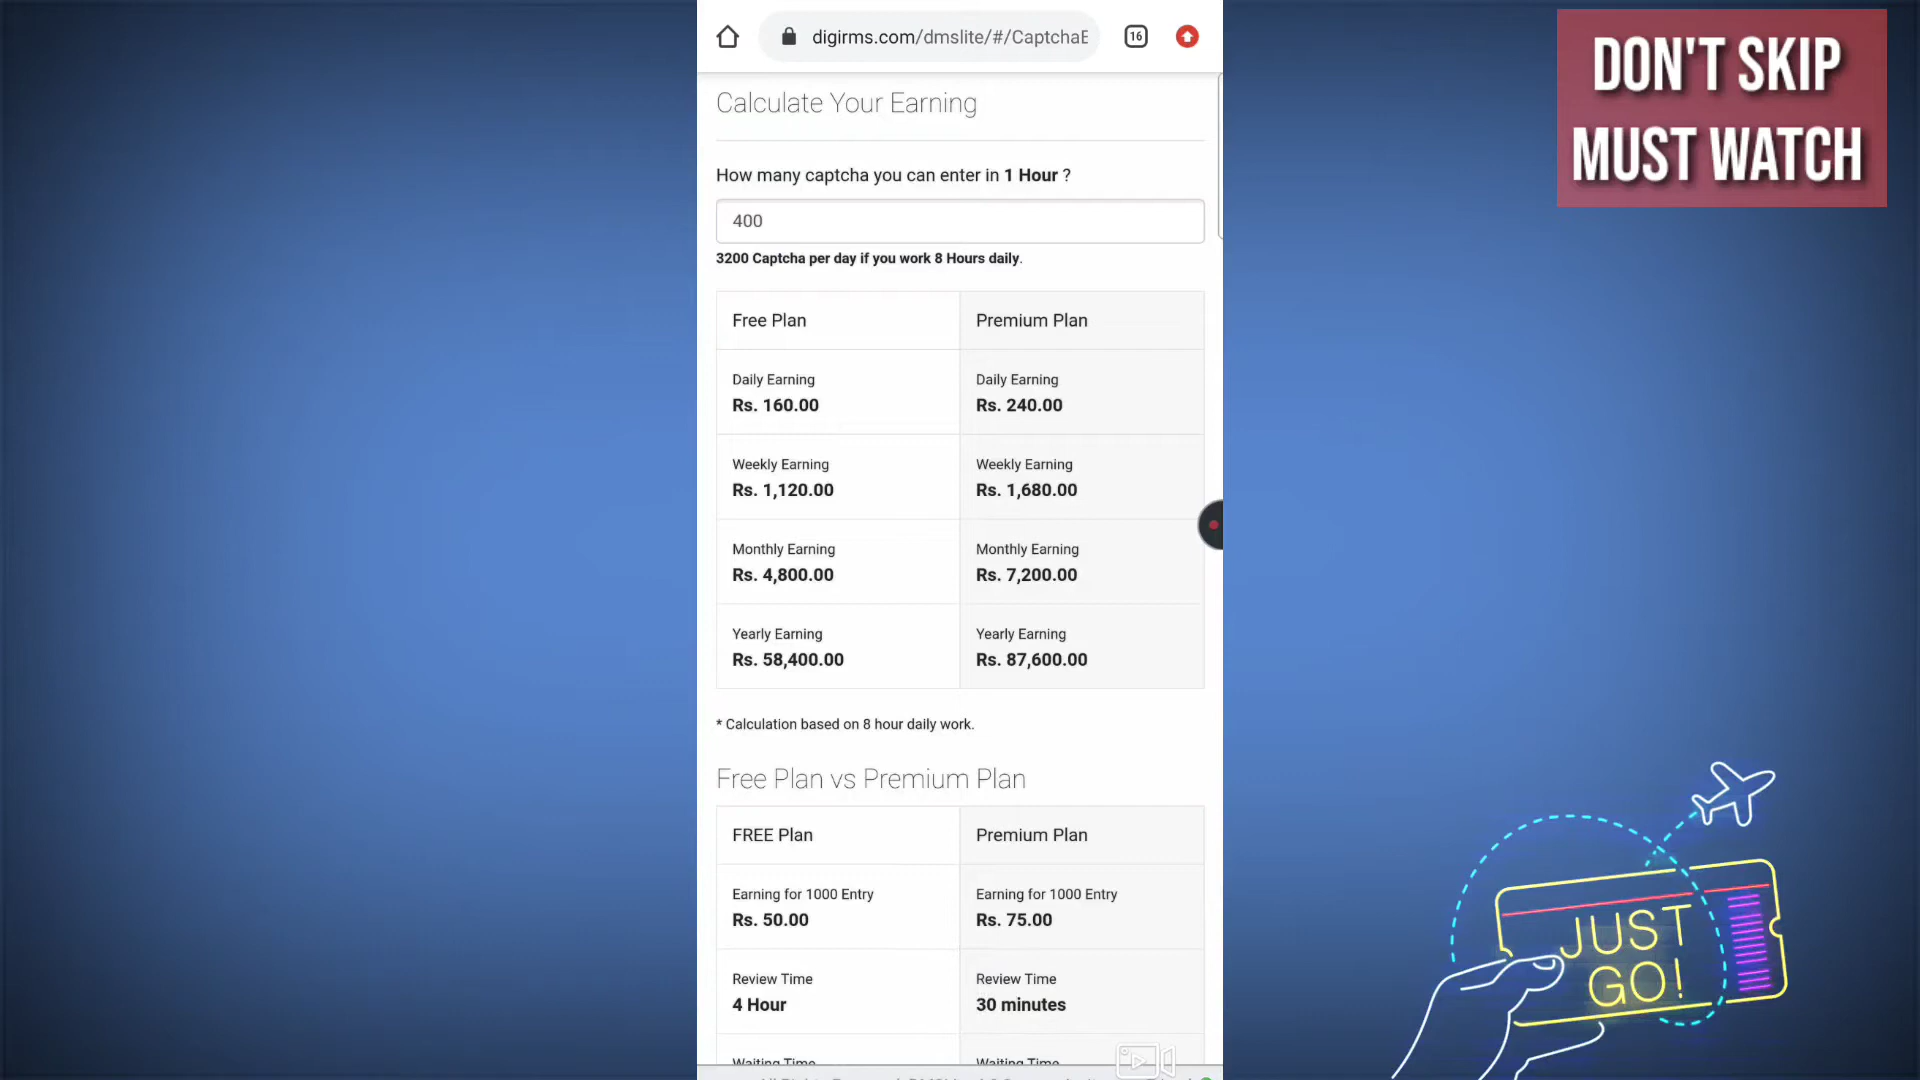 digirms.com/dmslite/#/CaptchaE
16
DON'T SKIP
MUST WATCH
Calculate Your Earning
How many captcha you can enter in 1 Hour ?
400
3200 Captcha per day if you work 8 Hours daily.
Free Plan
Premium Plan
Daily Earning
Rs. 160.00
Daily Earning
Rs. 240.00
Weekly Earning
Rs. 1,120.00
Weekly Earning
Rs. 1,680.00
Monthly Earning
Rs. 4,800.00
Monthly Earning
Rs. 7,200.00
Yearly Earning
Rs. 58,400.00
Yearly Earning
Rs. 87,600.00
* Calculation based on 8 hour daily work.
Free Plan vs Premium Plan
FREE Plan
Premium Plan
Earning for 1000 Entry
Rs. 50.00
Earning for 1000 Entry
Rs. 75.00
Review Time
4 Hour
Review Time
30 minutes
Waiting Time
Waiting Time
JUST
GO!